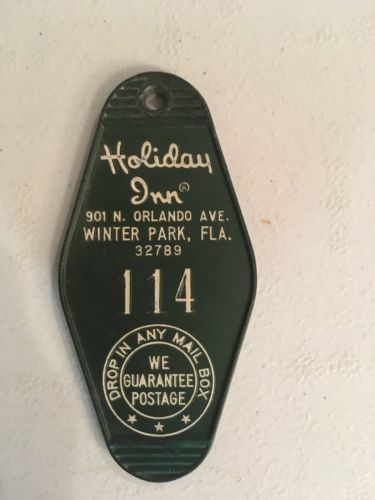 Holiday
Inn®
901 N. ORLANDO AVE.
WINTER PARK, FLA.
32789
114
DROP IN ANY MAIL BOX
WE
GUARANTEE
POSTAGE